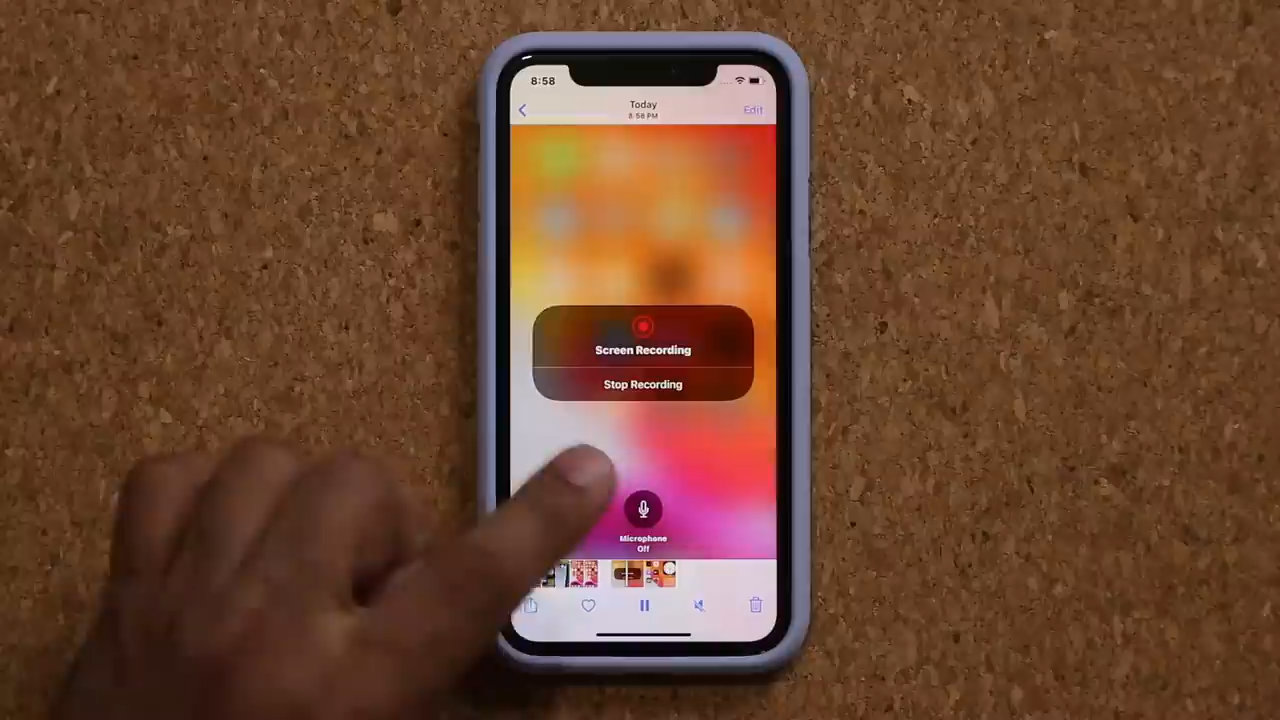 8:58
Today
8:58 PM
Edit
Screen Recording
Stop Recording
Microphone
Off